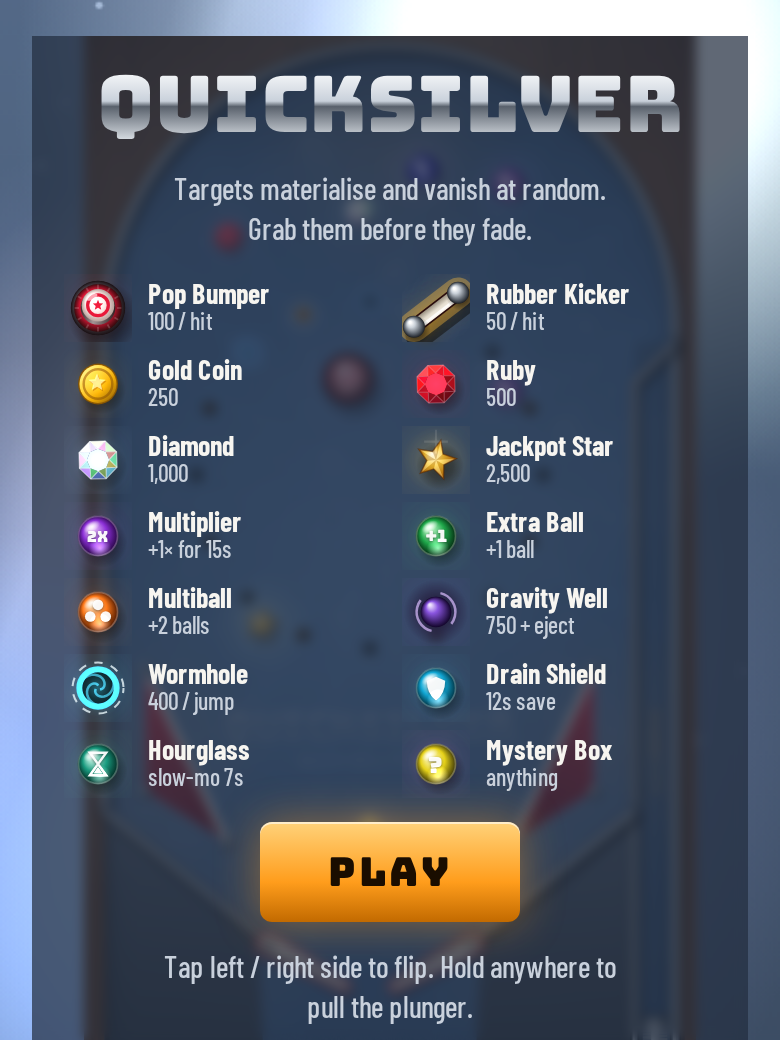 QUICKSILVER
Targets materialise and vanish at random.
Grab them before they fade.
Pop Bumper
100 / hit
Rubber Kicker
50 / hit
Gold Coin
250
Ruby
500
Diamond
1,000
Jackpot Star
2,500
2X
Multiplier
+1× for 15s
+1
Extra Ball
+1 ball
Multiball
+2 balls
Gravity Well
750 + eject
Wormhole
400 / jump
Drain Shield
12s save
Hourglass
slow-mo 7s
?
Mystery Box
anything
PLAY
Tap left / right side to flip. Hold anywhere to
pull the plunger.